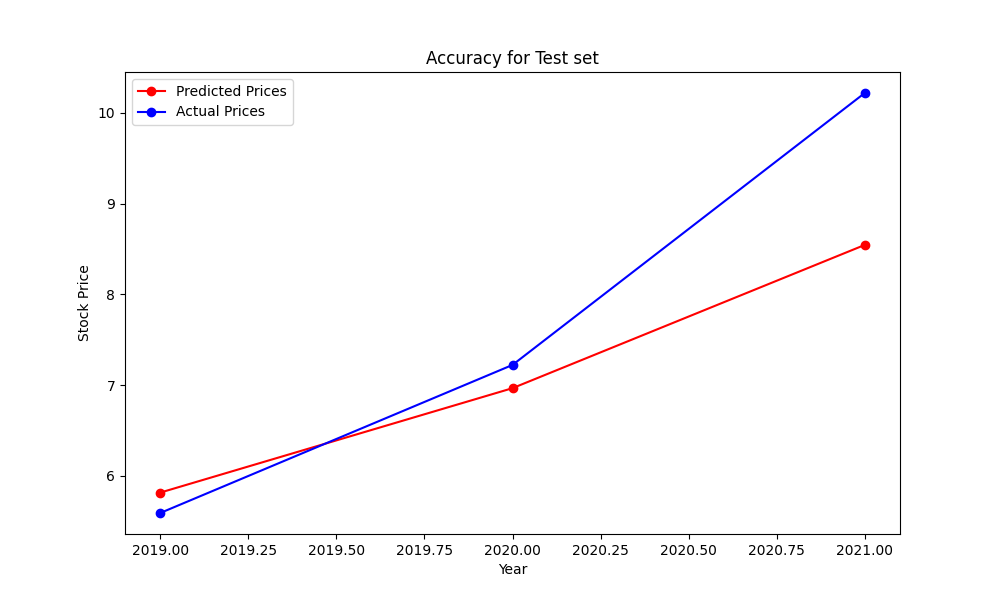 Accuracy for Test set
Predicted Prices
Actual Prices
10
9
8
7
6
Stock Price
2019.00 2019.25 2019.50 2019.75 2020.00 2020.25 2020.50 2020.75 2021.00
Year